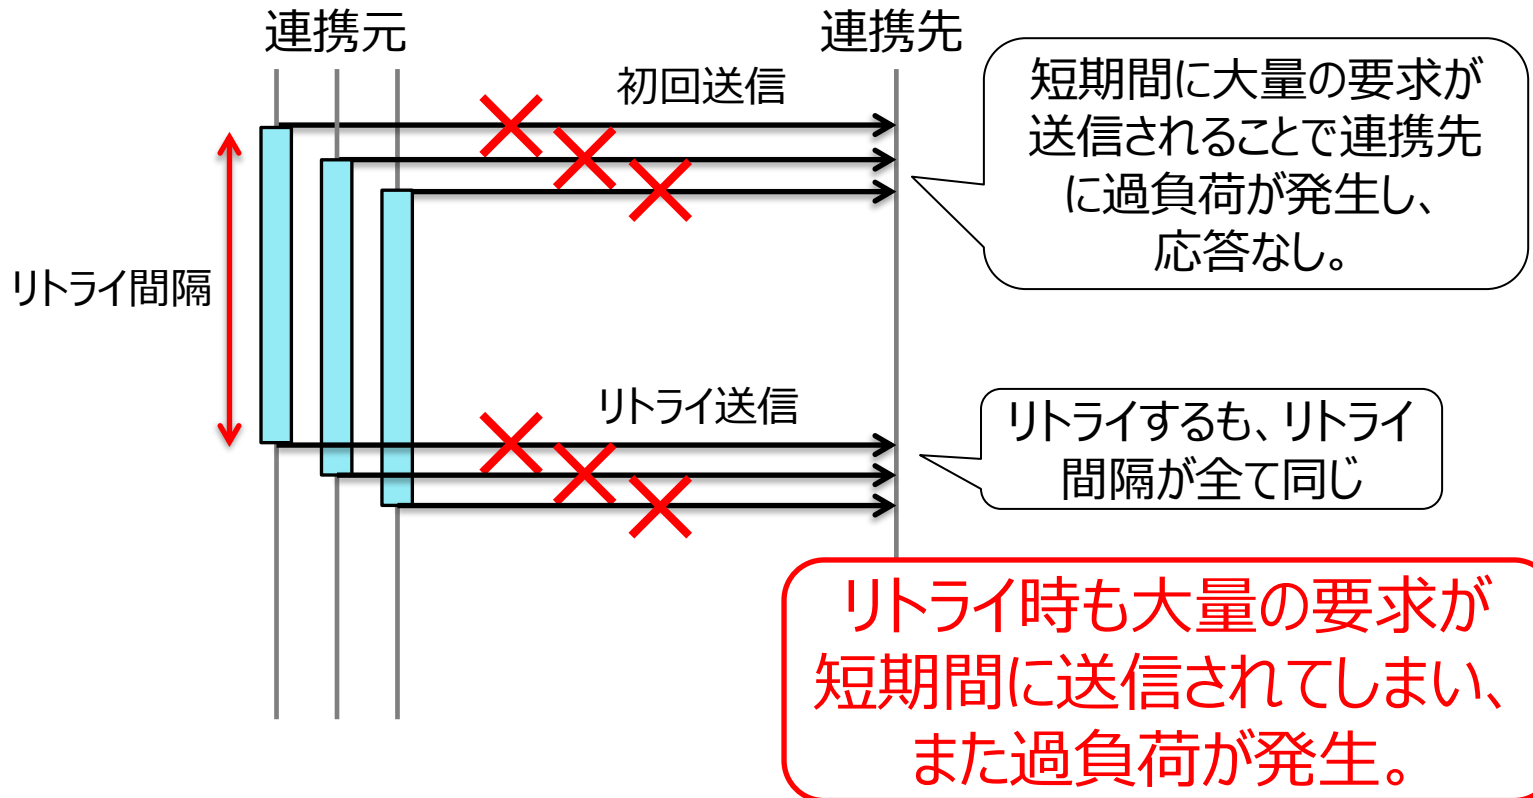 連携元
連携先
初回送信
短期間に大量の要求が
送信されることで連携先
に過負荷が発生し、
応答なし。
リトライ間隔
リトライ送信
リトライするも、リトライ
間隔が全て同じ
リトライ時も大量の要求が
短期間に送信されてしまい、
また過負荷が発生。